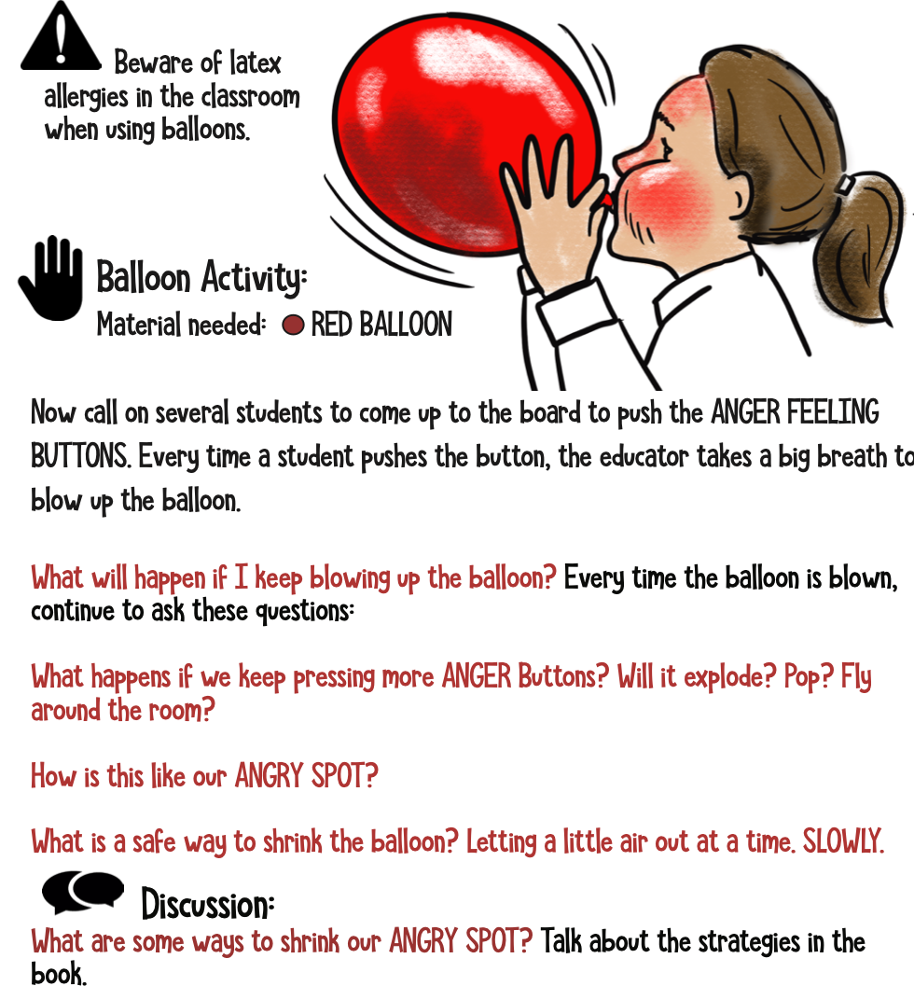 Beware of latex
allergies in the classroom
when using balloons.
Balloon Activity:
Material needed: RED BALLOON
Now call on several students to come up to the board to push the ANGER FEELING
BUTTONS. Every time a student pushes the button, the educator takes a big breath to
blow up the balloon.
What will happen if I keep blowing up the balloon? Every time the balloon is blown,
continue to ask these questions:
What happens if we keep pressing more ANGER Buttons? Will it explode? Pop? Fly
around the room?
How is this like our ANGRY SPOT?
What is a safe way to shrink the balloon? Letting a little air out at a time. SLOWLY.
Discussion:
What are some ways to shrink our ANGRY SPOT? Talk about the strategies in the
book.